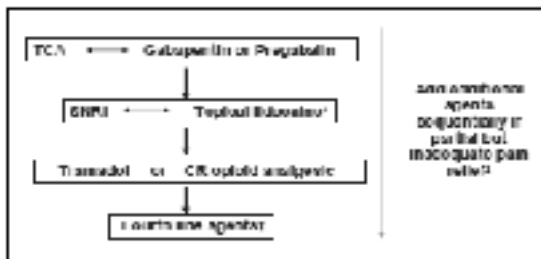 TCA Gabapentin or Pregabalin
SNRI Topical lidocaine*
Tramadol or CR opioid analgesic
Fourth line agents†
Add additional
agents
sequentially if
partial but
inadequate pain
relief‡